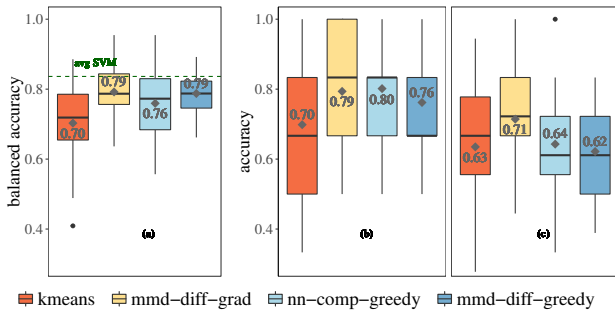 1.0
0.8
0.6
0.4
balanced accuracy
avg SVM
0.70
0.79
0.76
0.79
(a)
1.0
0.8
0.6
0.4
accuracy
0.70
0.79
0.80
0.76
(b)
0.63
0.71
0.64
0.62
(c)
kmeans mmd−diff−grad nn−comp−greedy mmd−diff−greedy